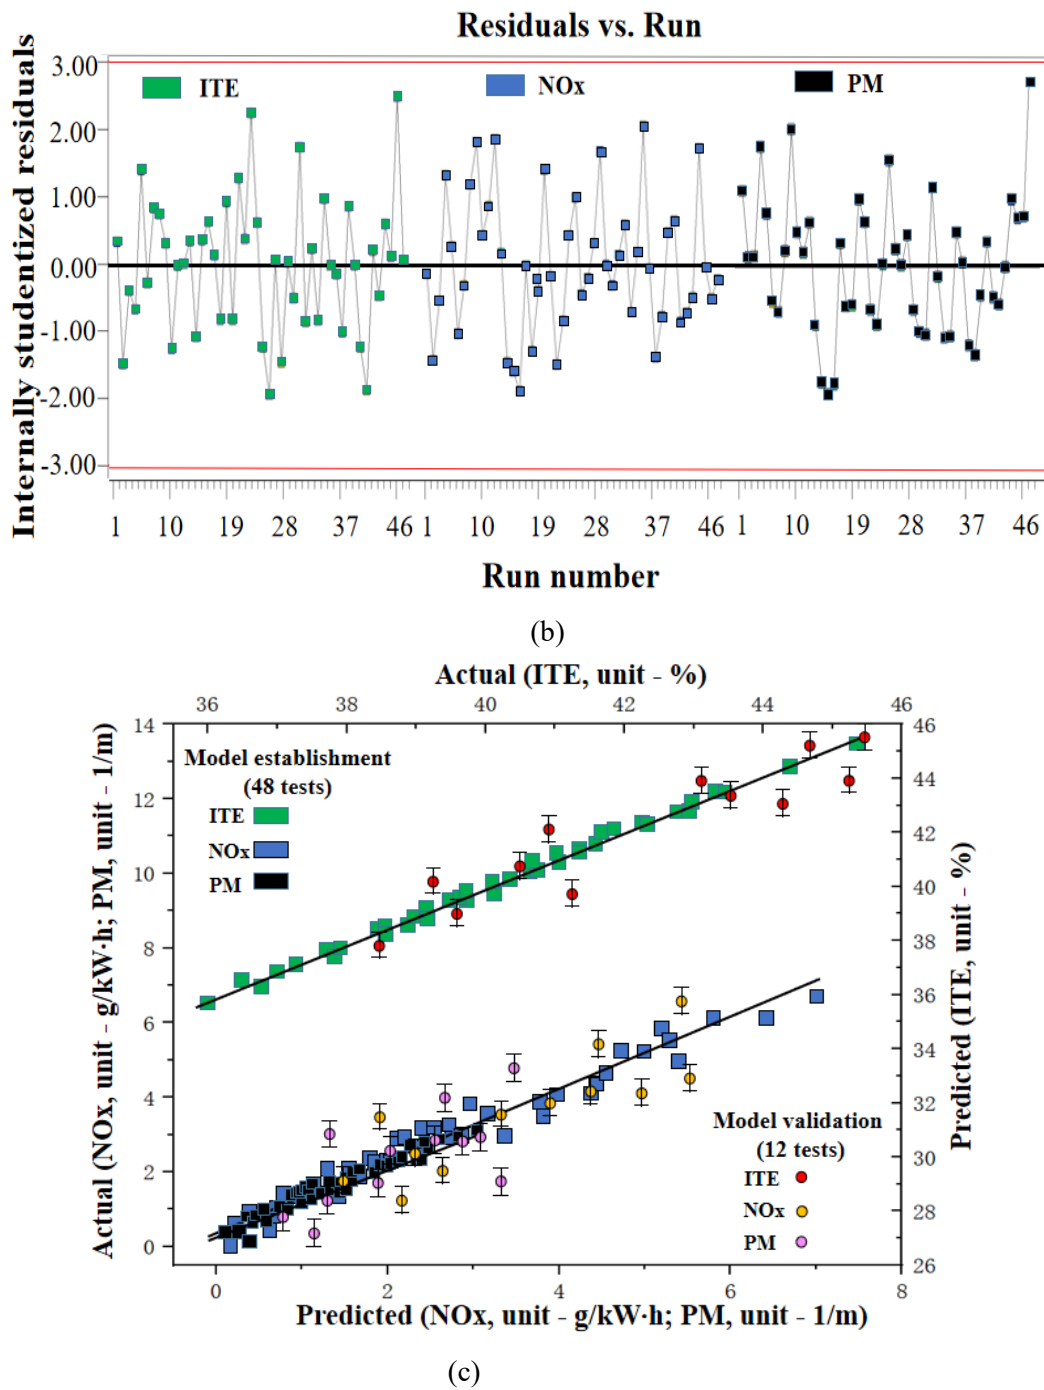 Residuals vs. Run
Internally studentized residuals
3.00
2.00
1.00
0.00
-1.00
-2.00
-3.00
ITE
NOx
PM
1 10 19 28 37 46 1 10 19 28 37 46 1 10 19 28 37 46
Run number
(b)
Actual (ITE, unit - %)
36 38 40 42 44 46
Actual (NOx, unit - g/kW·h; PM, unit - 1/m)
14
12
10
8
6
4
2
0
Model establishment
(48 tests)
ITE
NOx
PM
46
44
42
40
38
36
34
32
30
28
26
Predicted (ITE, unit - %)
Model validation
(12 tests)
ITE
NOx
PM
0 2 4 6 8
Predicted (NOx, unit - g/kW·h; PM, unit - 1/m)
(c)